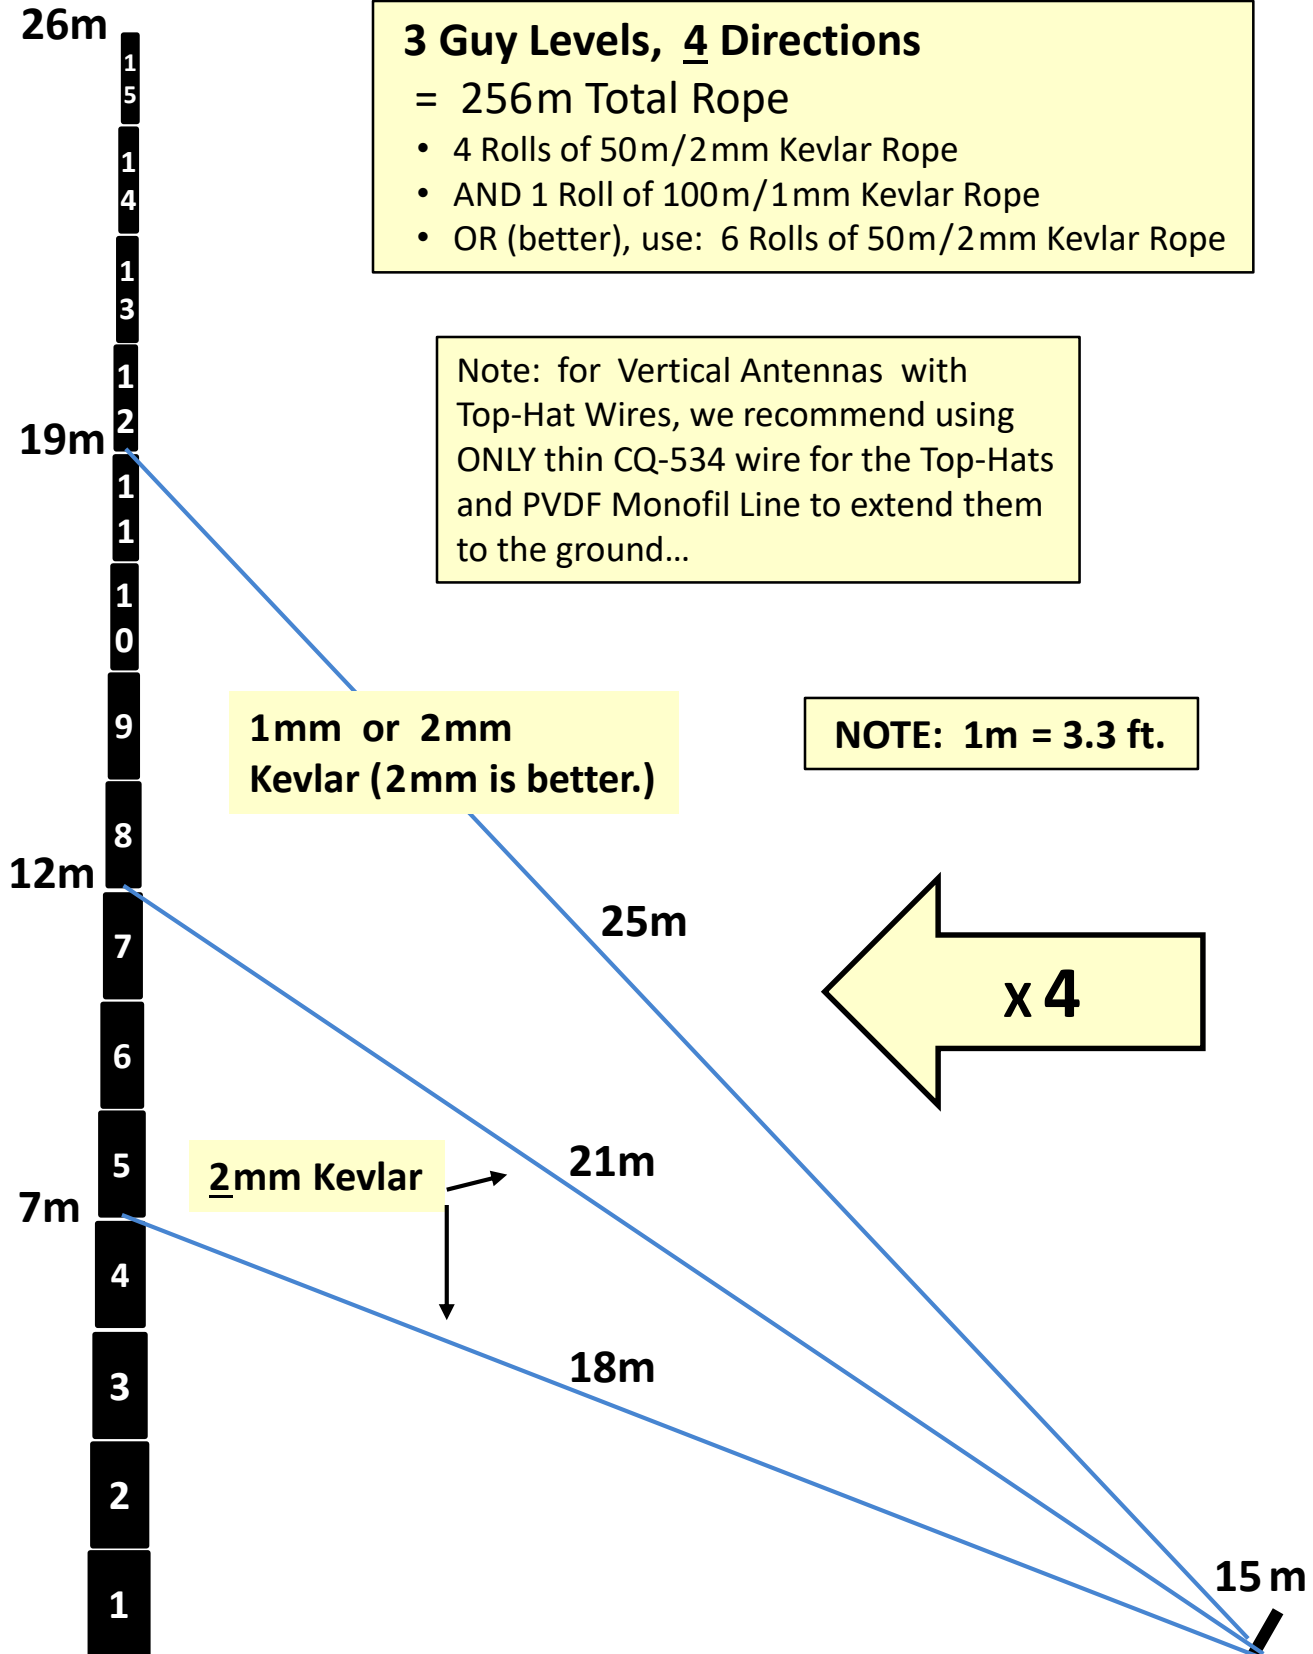 26m
3 Guy Levels, 4 Directions
= 256m Total Rope
• 4 Rolls of 50m/2mm Kevlar Rope
• AND 1 Roll of 100m/1mm Kevlar Rope
• OR (better), use: 6 Rolls of 50m/2mm Kevlar Rope
15
14
13
12
Note: for Vertical Antennas with
Top-Hat Wires, we recommend using
ONLY thin CQ-534 wire for the Top-Hats
and PVDF Monofil Line to extend them
to the ground...
19m
11
10
9
1mm or 2mm
Kevlar (2mm is better.)
NOTE: 1m = 3.3 ft.
8
12m
25m
7
x 4
6
5
2mm Kevlar
21m
7m
4
18m
3
2
15 m
1